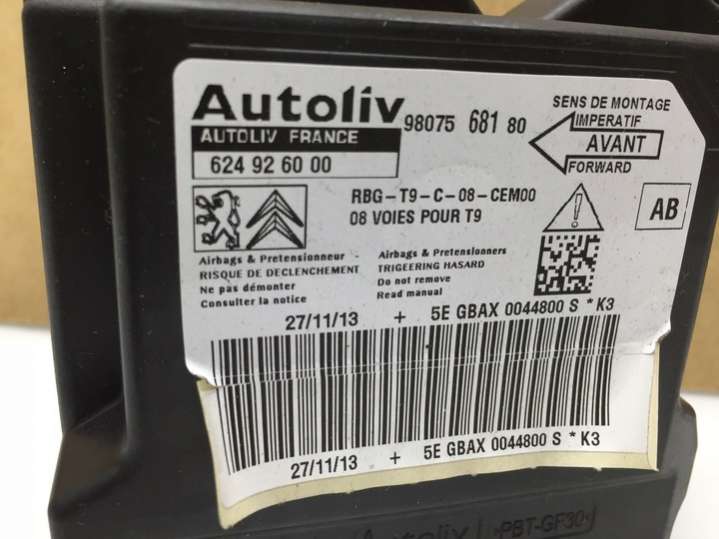 Autoliv
AUTOLIV FRANCE
624 92 60 00
98075 681 80
SENS DE MONTAGE
IMPERATIF
AVANT
FORWARD
RBG-T9-C-08-CEM00
08 VOIES POUR T9
AB
Airbags & Pretensionneur
RISQUE DE DECLENCHEMENT
Ne pas démonter
Consulter la notice
Airbags & Pretensionners
TRIGEERING HASARD
Do not remove
Read manual
27/11/13 + 5E GBAX 0044800 S *K3
27/11/13 + 5E GBAX 0044800 S *K3
Autoliv >PBT-GF30<